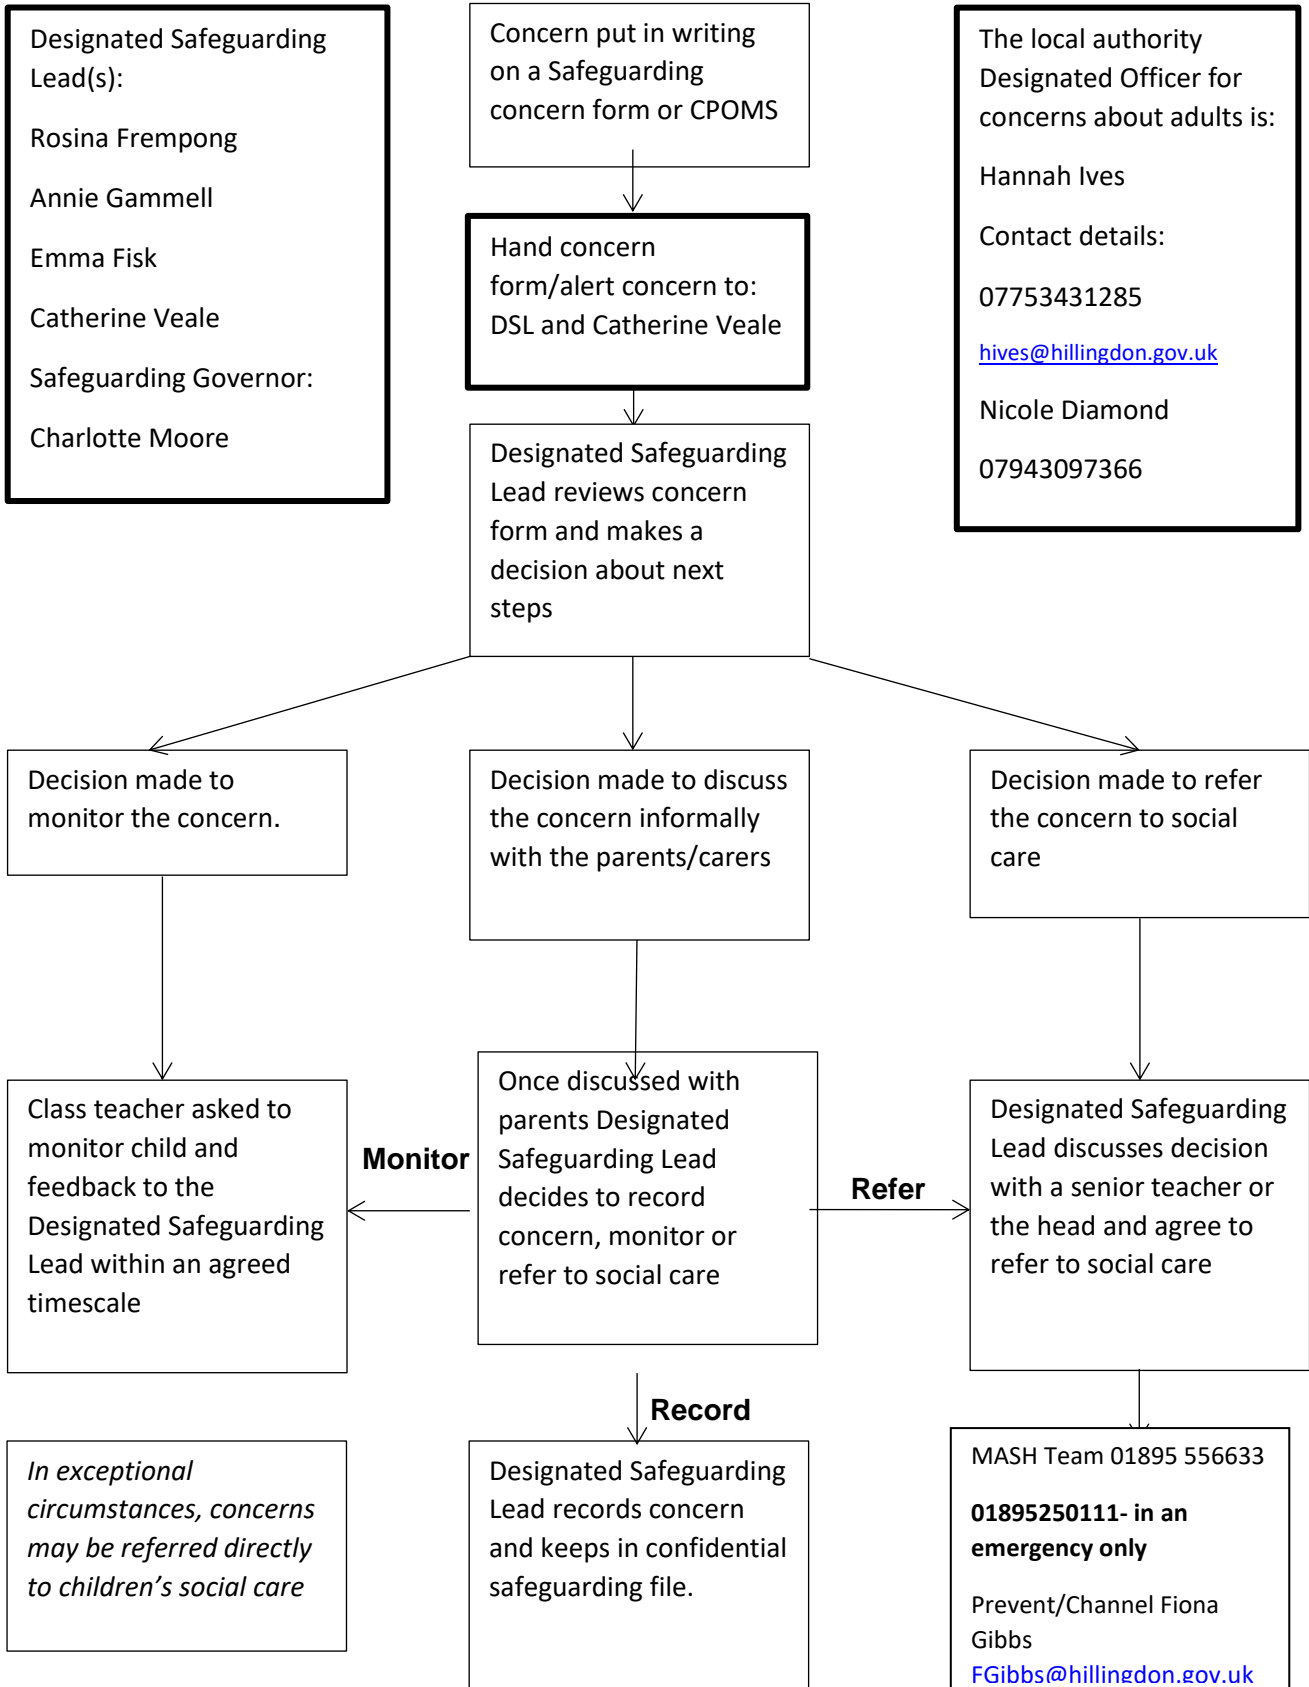 Designated Safeguarding
Lead(s):
Rosina Frempong
Annie Gammell
Emma Fisk
Catherine Veale
Safeguarding Governor:
Charlotte Moore
Concern put in writing
on a Safeguarding
concern form or CPOMS
The local authority
Designated Officer for
concerns about adults is:
Hannah Ives
Contact details:
07753431285
hives@hillingdon.gov.uk
Nicole Diamond
07943097366
Hand concern
form/alert concern to:
DSL and Catherine Veale
Designated Safeguarding
Lead reviews concern
form and makes a
decision about next
steps
Decision made to
monitor the concern.
Decision made to discuss
the concern informally
with the parents/carers
Decision made to refer
the concern to social
care
Class teacher asked to
monitor child and
feedback to the
Designated Safeguarding
Lead within an agreed
timescale
Monitor
Once discussed with
parents Designated
Safeguarding Lead
decides to record
concern, monitor or
refer to social care
Refer
Designated Safeguarding
Lead discusses decision
with a senior teacher or
the head and agree to
refer to social care
Record
In exceptional
circumstances, concerns
may be referred directly
to children’s social care
Designated Safeguarding
Lead records concern
and keeps in confidential
safeguarding file.
MASH Team 01895 556633
01895250111- in an
emergency only
Prevent/Channel Fiona
Gibbs
FGibbs@hillingdon.gov.uk